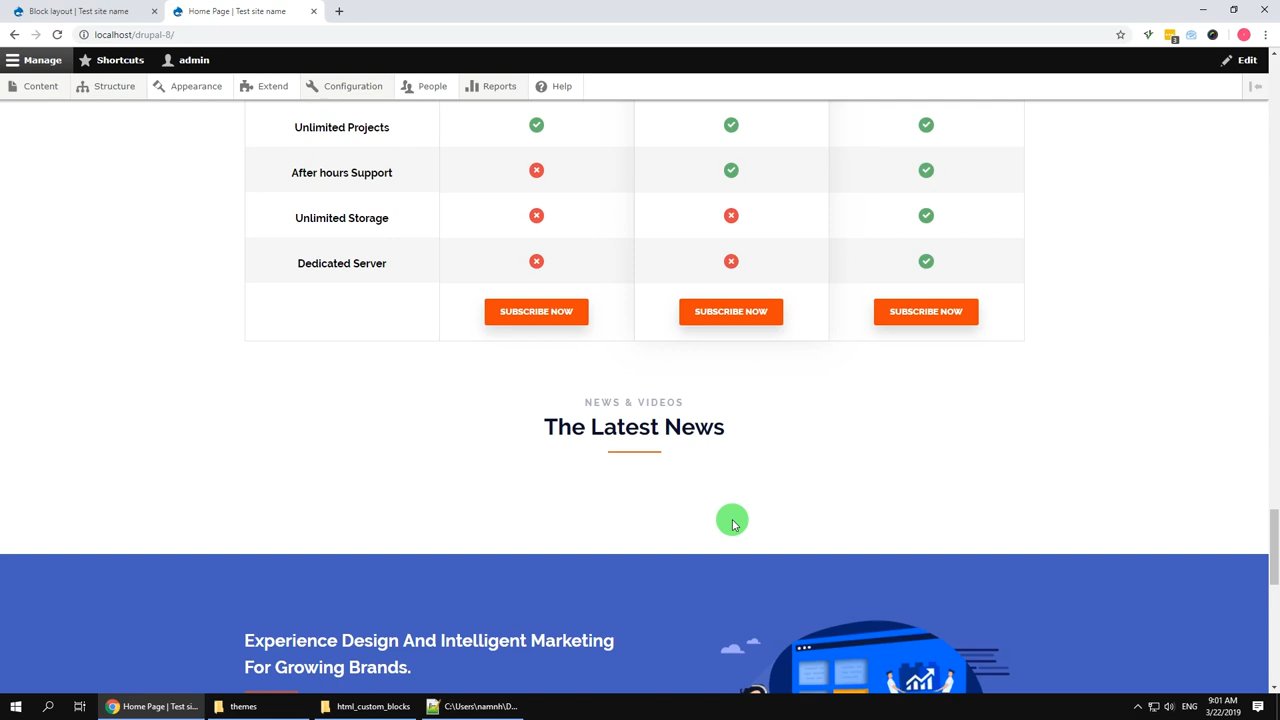 Block layout | Test site name
Home Page | Test site name
localhost/drupal-8/
3
Manage
Shortcuts
admin
Edit
Content
Structure
Appearance
Extend
Configuration
People
Reports
Help
Unlimited Projects
After hours Support
Unlimited Storage
Dedicated Server
SUBSCRIBE NOW
SUBSCRIBE NOW
SUBSCRIBE NOW
NEWS & VIDEOS
The Latest News
Experience Design And Intelligent Marketing
For Growing Brands.
Home Page | Test si...
themes
html_custom_blocks
C:\Users\namnh\D...
ENG
9:01 AM
3/22/2019